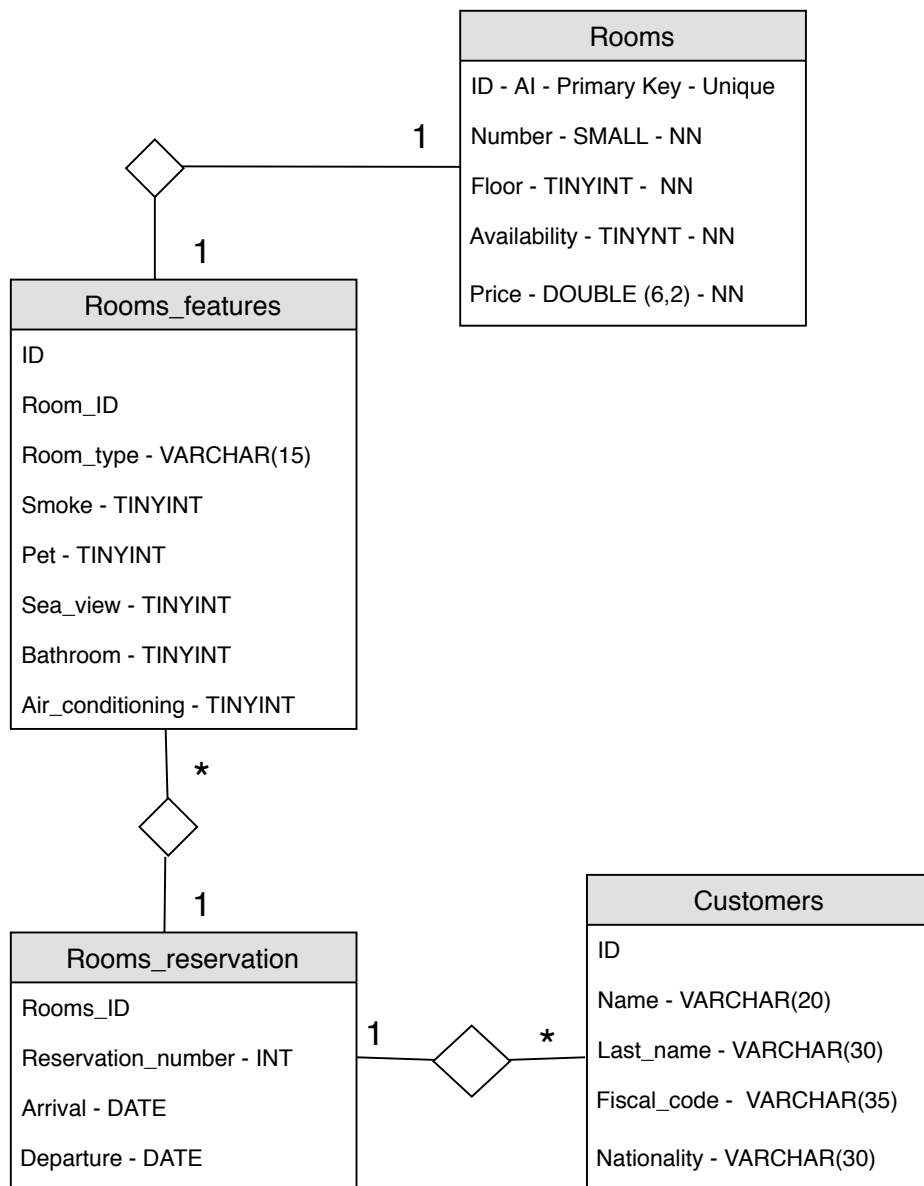 Rooms
ID - AI - Primary Key - Unique
Number - SMALL - NN
Floor - TINYINT -  NN
Availability - TINYNT - NN
Price - DOUBLE (6,2) - NN
1
1
Rooms_features
ID
Room_ID
Room_type - VARCHAR(15)
Smoke - TINYINT
Pet - TINYINT
Sea_view - TINYINT
Bathroom - TINYINT
Air_conditioning - TINYINT
*
1
Rooms_reservation
Rooms_ID
Reservation_number - INT
Arrival - DATE
Departure - DATE
1
*
Customers
ID
Name - VARCHAR(20)
Last_name - VARCHAR(30)
Fiscal_code -  VARCHAR(35)
Nationality - VARCHAR(30)